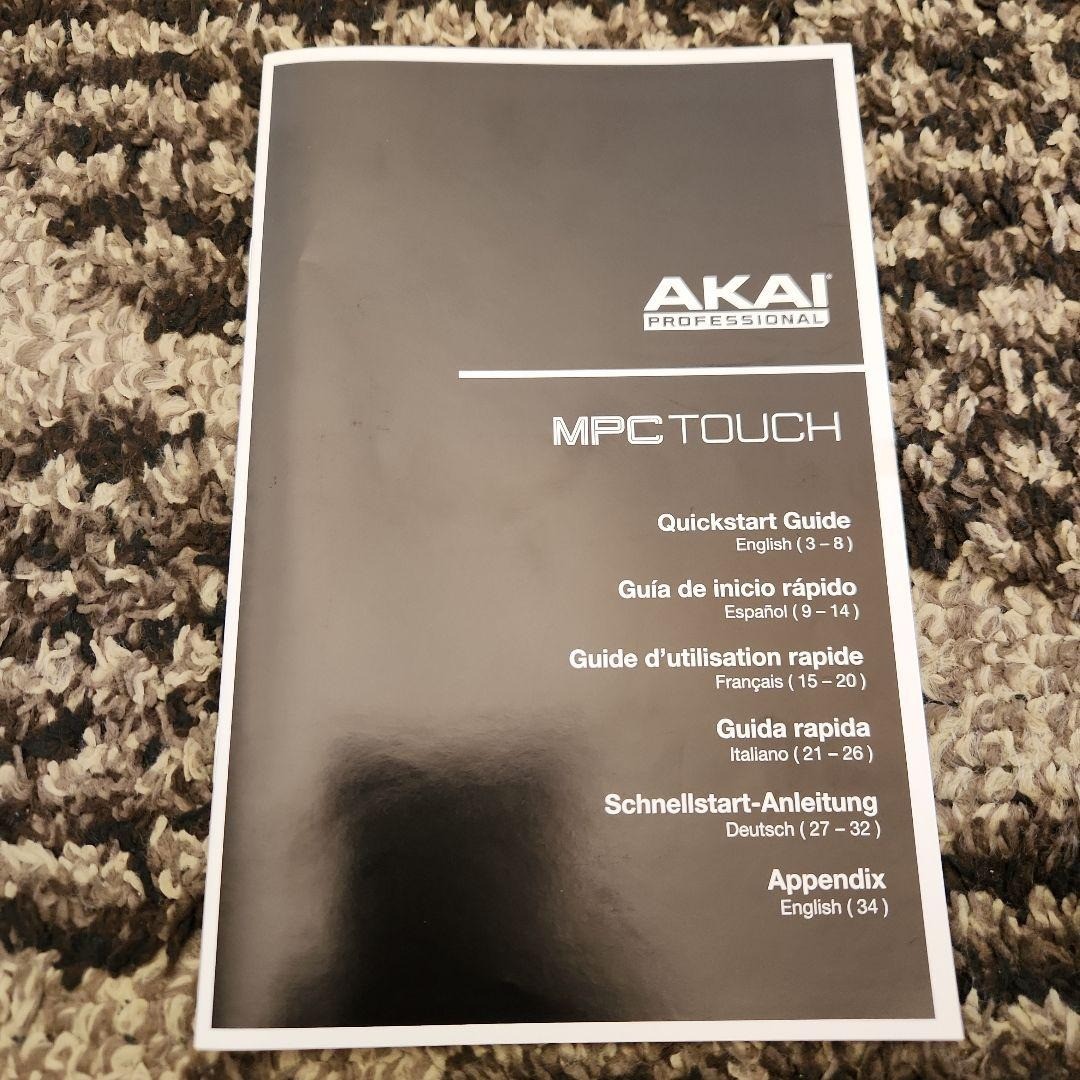 AKAI®
PROFESSIONAL
MPC TOUCH
Quickstart Guide
English ( 3 – 8 )
Guía de inicio rápido
Español ( 9 – 14 )
Guide d’utilisation rapide
Français ( 15 – 20 )
Guida rapida
Italiano ( 21 – 26 )
Schnellstart-Anleitung
Deutsch ( 27 – 32 )
Appendix
English ( 34 )